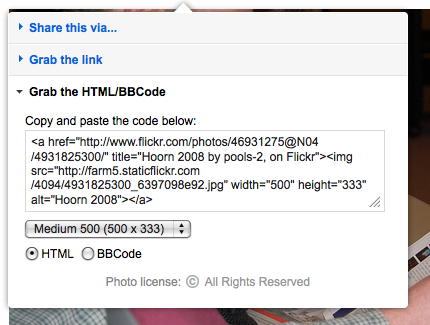 Share this via...
Grab the link
Grab the HTML/BBCode
Copy and paste the code below:
<a href="http://www.flickr.com/photos/46931275@N04
/4931825300/" title="Hoorn 2008 by pools-2, on Flickr"><img
src="http://farm5.staticflickr.com
/4094/4931825300_6397098e92.jpg" width="500" height="333"
alt="Hoorn 2008"></a>
Medium 500 (500 x 333)
HTML BBCode
Photo license: © All Rights Reserved